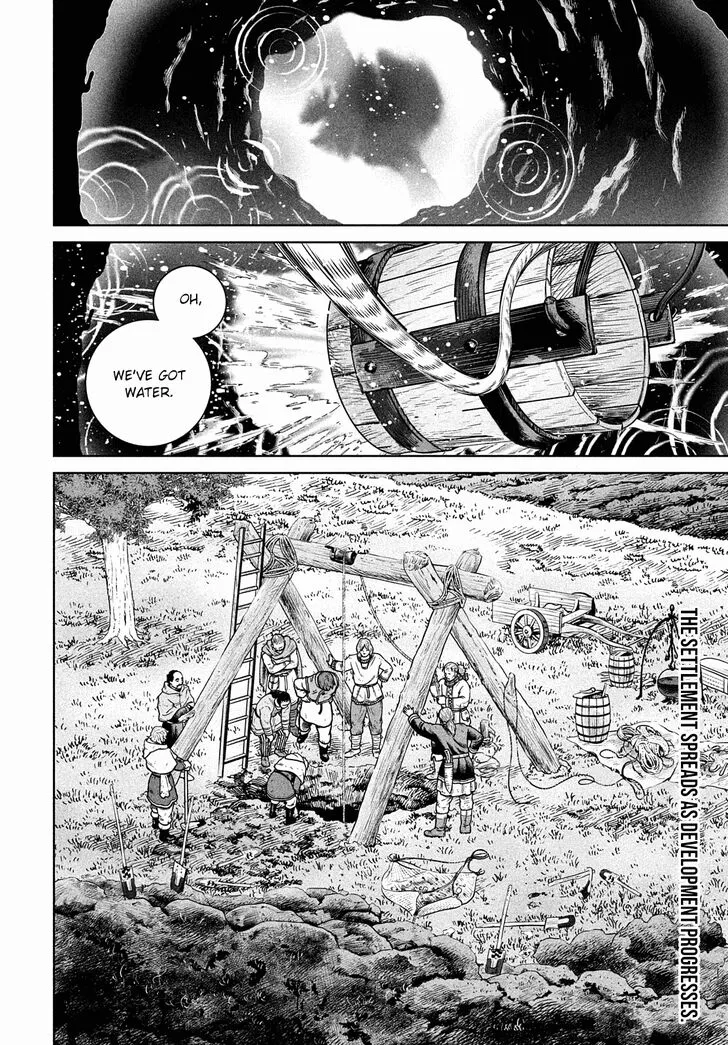 OH,
WE'VE GOT
WATER.
THE SETTLEMENT SPREADS AS DEVELOPMENT PROGRESSES.